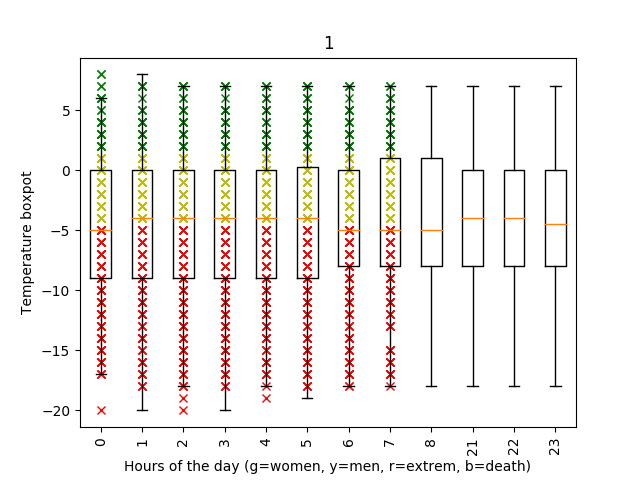 1
Temperature boxpot
5
0
−5
−10
−15
−20
0 1 2 3 4 5 6 7 8 21 22 23
Hours of the day (g=women, y=men, r=extrem, b=death)